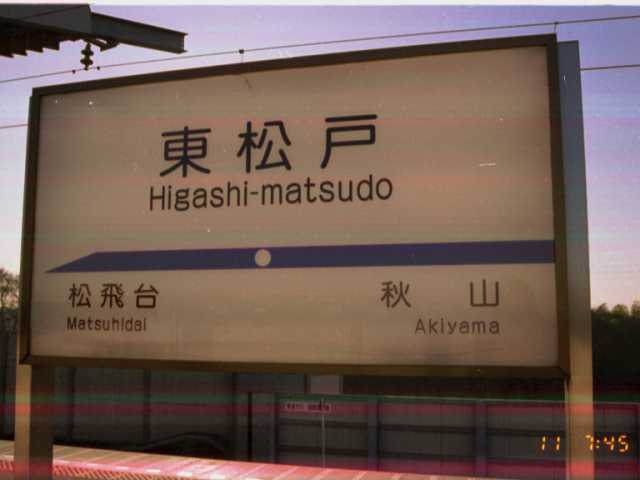 東松戸
Higashi-matsudo
松飛台 秋山
Matsuhidai Akiyama
11 7:45